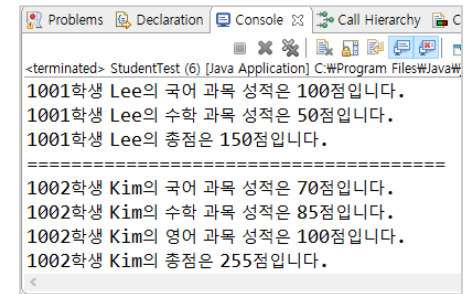 Problems Declaration Console Call Hierarchy C
<terminated> StudentTest (6) [Java Application] C:₩Program Files₩Java₩
1001학생 Lee의 국어 과목 성적은 100점입니다.
1001학생 Lee의 수학 과목 성적은 50점입니다.
1001학생 Lee의 총점은 150점입니다.
======================================
1002학생 Kim의 국어 과목 성적은 70점입니다.
1002학생 Kim의 수학 과목 성적은 85점입니다.
1002학생 Kim의 영어 과목 성적은 100점입니다.
1002학생 Kim의 총점은 255점입니다.